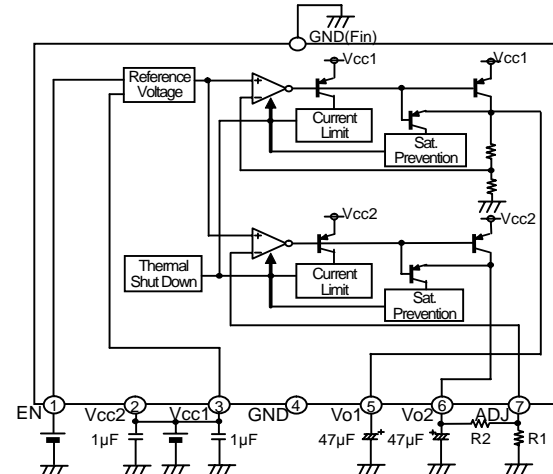 GND(Fin)
Vcc1
Vcc1
Reference
Voltage
+
−
Current
Limit
Sat.
Prevention
Vcc2
Vcc2
+
−
Thermal
Shut Down
Current
Limit
Sat.
Prevention
1
2
3
4
5
6
7
EN
Vcc2
Vcc1
GND
Vo1
Vo2
ADJ
1μF
1μF
47μF
+
47μF
+
R2
R1